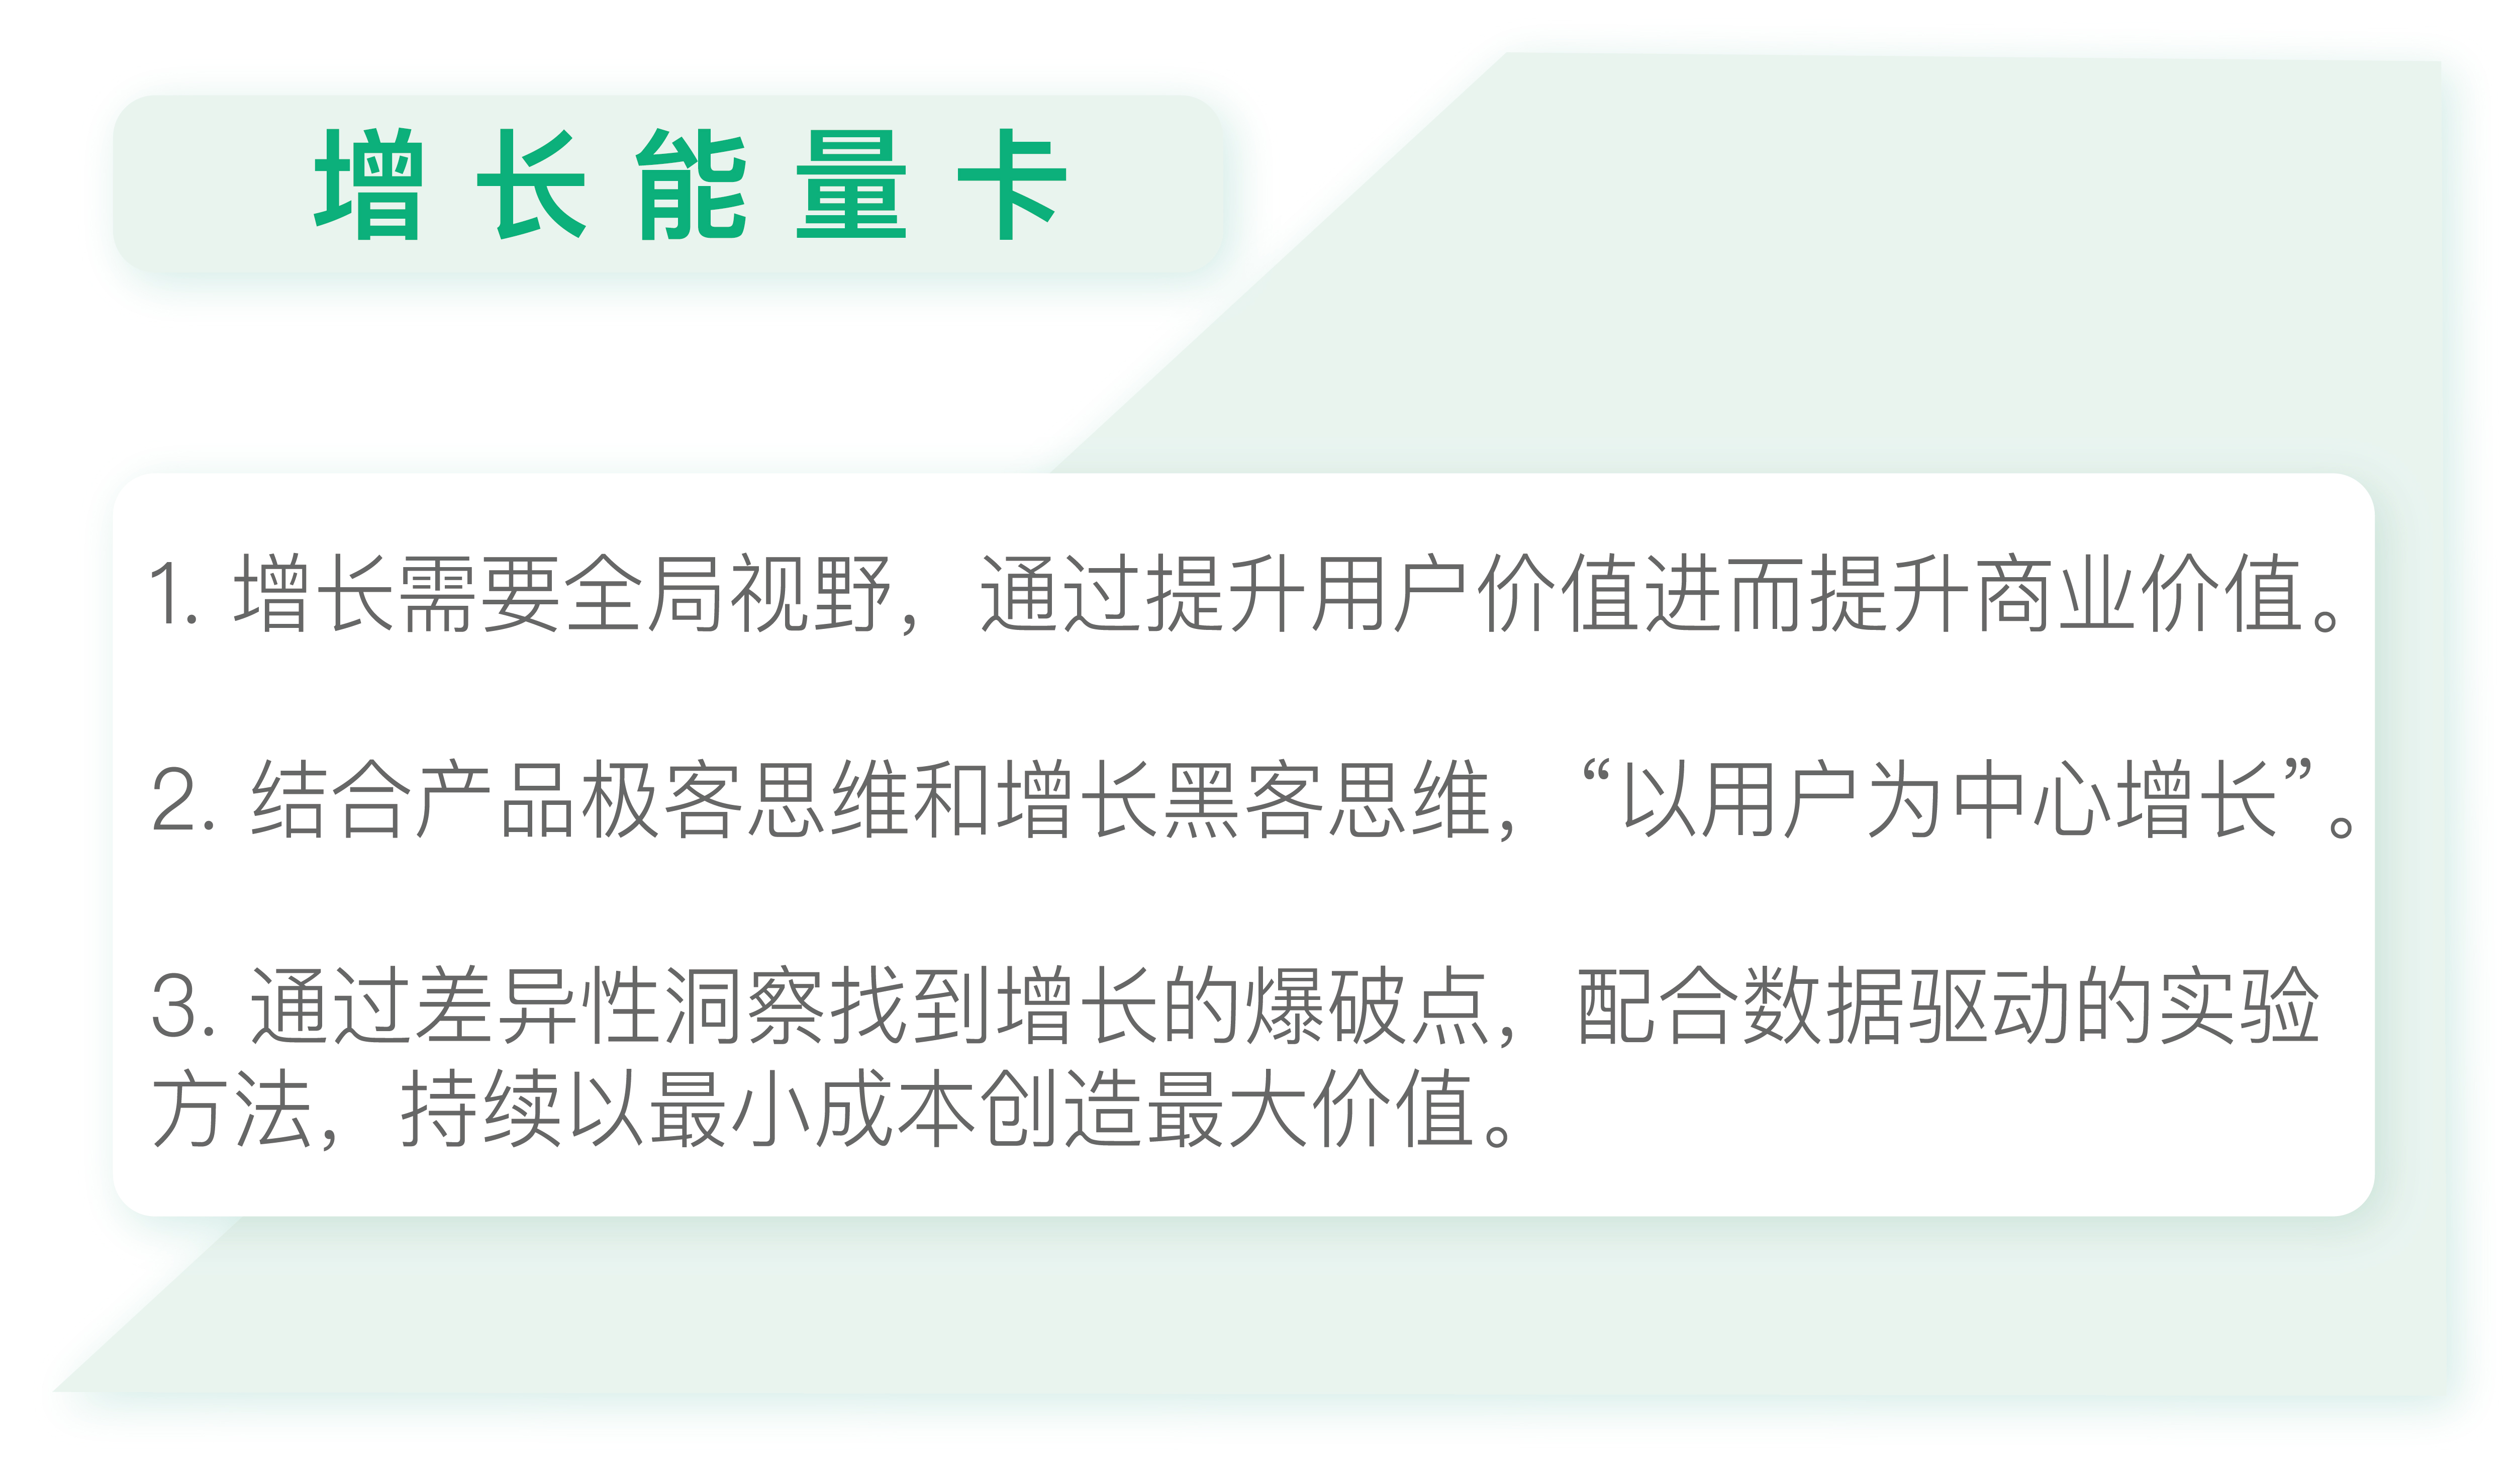 增长能量卡
1. 增长需要全局视野，通过提升用户价值进而提升商业价值。
2. 结合产品极客思维和增长黑客思维，“以用户为中心增长”。
3. 通过差异性洞察找到增长的爆破点，配合数据驱动的实验
方法，持续以最小成本创造最大价值。